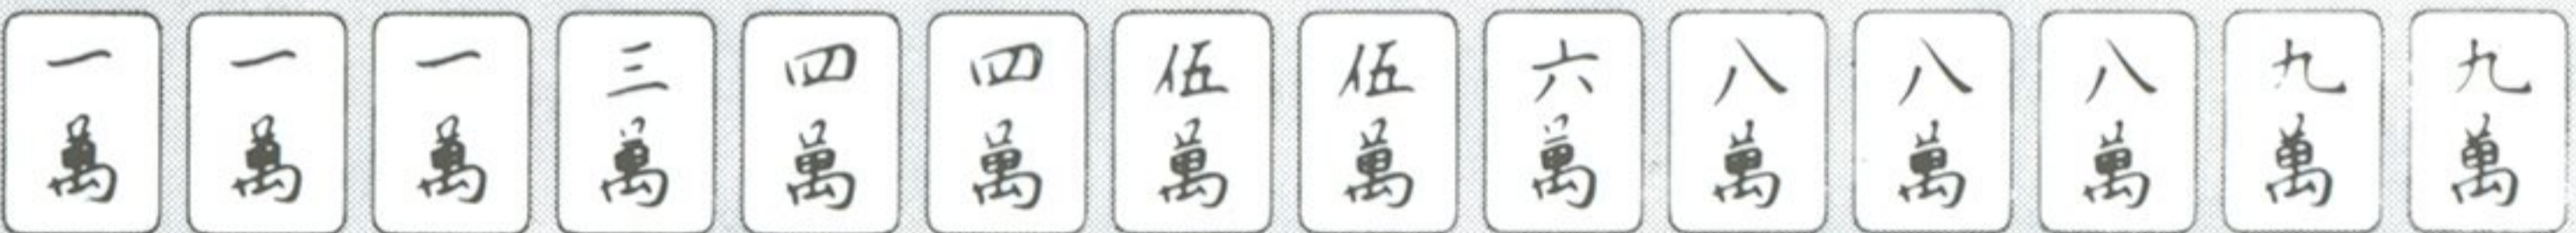 一 一 一 三 四 四 伍 伍 六 八 八 八 九 九
萬 萬 萬 萬 萬 萬 萬 萬 萬 萬 萬 萬 萬 萬